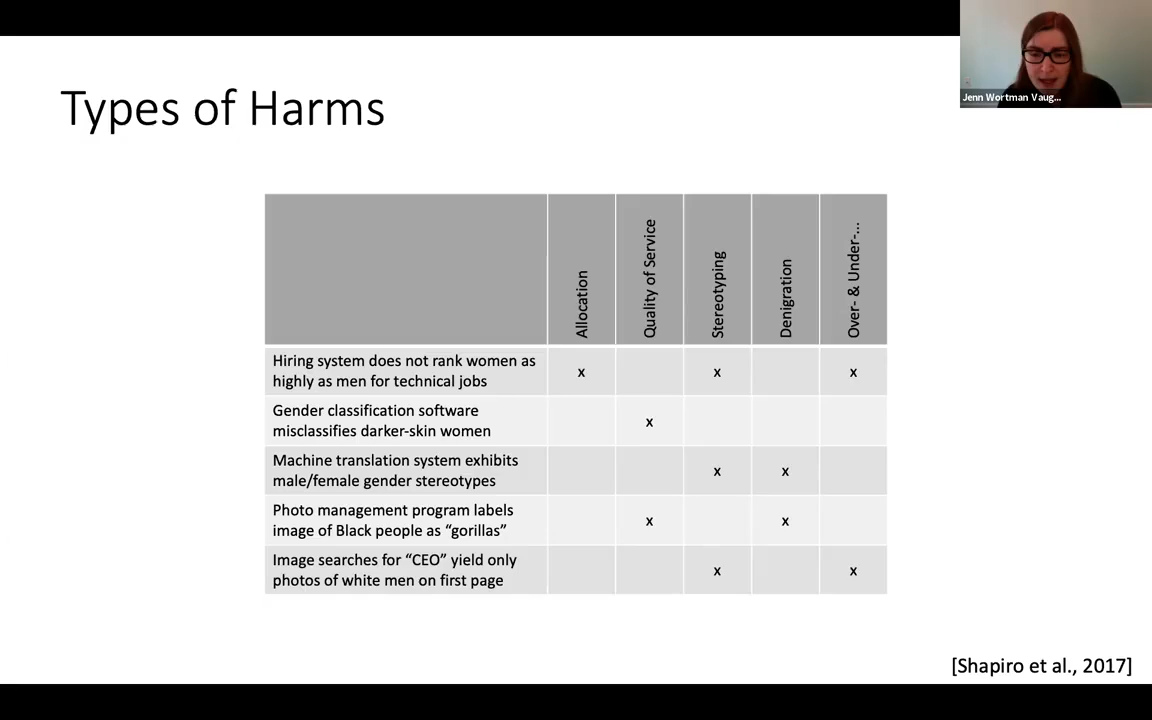 Jenn Wortman Vaug...
Types of Harms
Allocation
Quality of Service
Stereotyping
Denigration
Over- & Under-...
Hiring system does not rank women as
highly as men for technical jobs
x x x
Gender classification software
misclassifies darker-skin women
x
Machine translation system exhibits
male/female gender stereotypes
x x
Photo management program labels
image of Black people as “gorillas”
x x
Image searches for “CEO” yield only
photos of white men on first page
x x
[Shapiro et al., 2017]